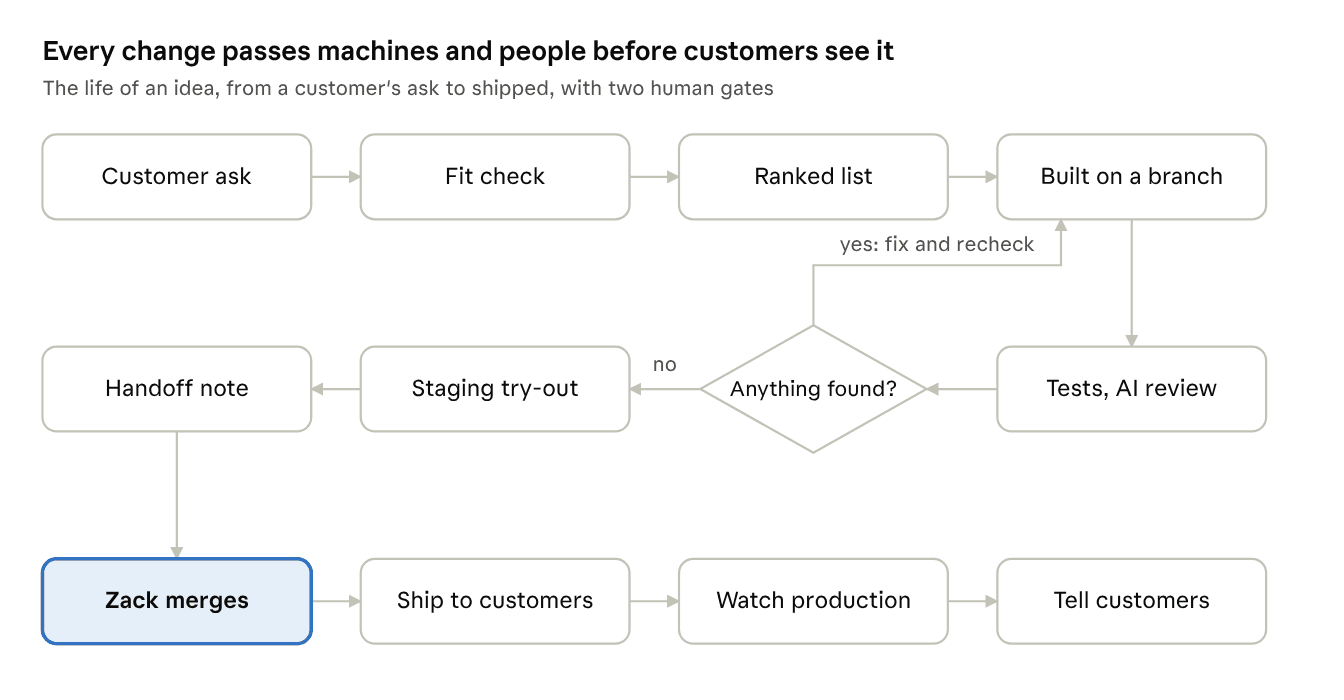 Every change passes machines and people before customers see it
The life of an idea, from a customer's ask to shipped, with two human gates
Customer ask
Fit check
Ranked list
Built on a branch
yes: fix and recheck
Handoff note
Staging try-out
no
Anything found?
Tests, AI review
Zack merges
Ship to customers
Watch production
Tell customers